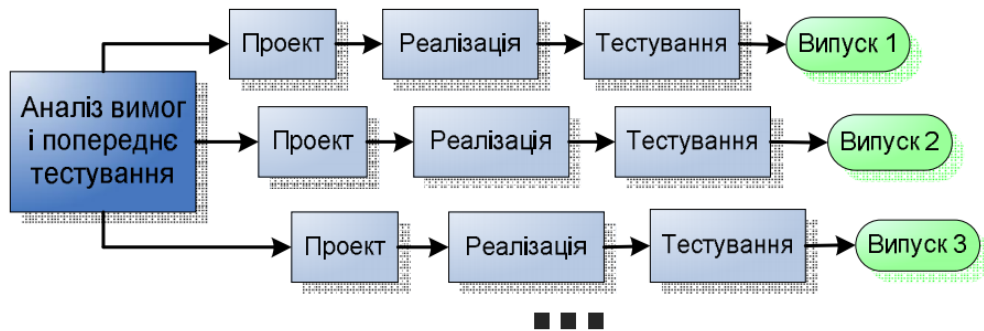 Проект
Реалізація
Тестування
Випуск 1
Аналіз вимог
і попереднє
тестування
Проект
Реалізація
Тестування
Випуск 2
Проект
Реалізація
Тестування
Випуск 3